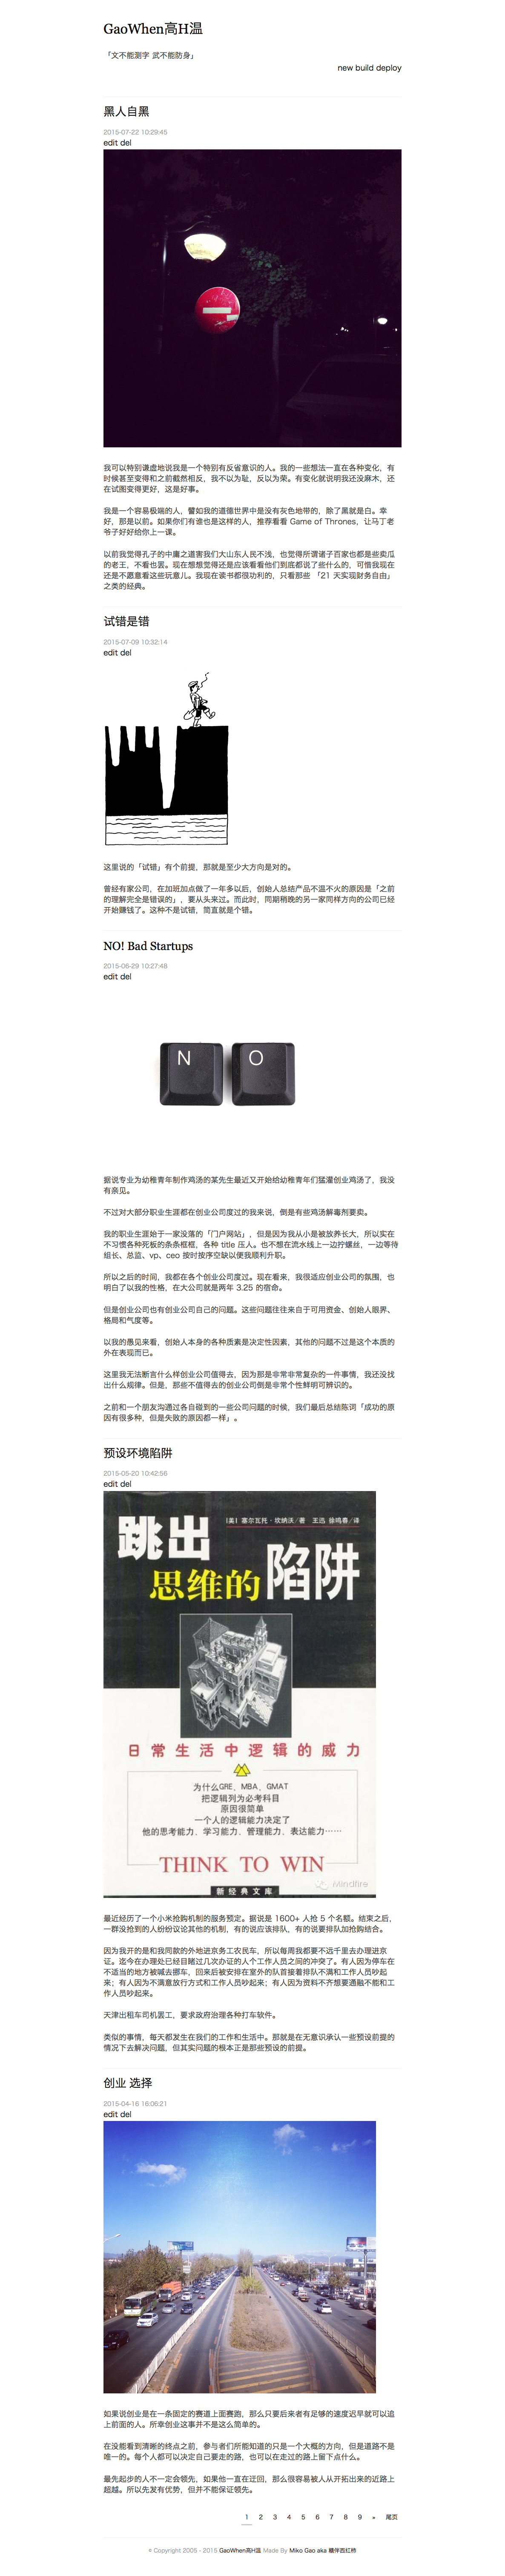 GaoWhen高H温
「文不能测字 武不能防身」
new build deploy
黑人自黑
2015-07-22 10:29:45
edit del
我可以特别谦虚地说我是一个特别有反省意识的人。我的一些想法一直在各种变化，有
时候甚至变得和之前截然相反，我不以为耻，反以为荣。有变化就说明我还没麻木，还
在试图变得更好，这是好事。
我是一个容易极端的人，譬如我的道德世界中是没有灰色地带的，除了黑就是白。幸
好，那是以前。如果你们有谁也是这样的人，推荐看看 Game of Thrones，让马丁老
爷子好好给你上一课。
以前我觉得孔子的中庸之道害我们大山东人民不浅，也觉得所谓诸子百家也都是些卖瓜
的老王，不看也罢。现在想想觉得还是应该看看他们到底都说了些什么的，可惜我现在
还是不愿意看这些玩意儿。我现在读书都很功利的，只看那些 「21 天实现财务自由」
之类的经典。
试错是错
2015-07-09 10:32:14
edit del
这里说的「试错」有个前提，那就是至少大方向是对的。
曾经有家公司，在加班加点做了一年多以后，创始人总结产品不温不火的原因是「之前
的理解完全是错误的」，要从头来过。而此时，同期稍晚的另一家同样方向的公司已经
开始赚钱了。这种不是试错，简直就是个错。
NO! Bad Startups
2015-06-29 10:27:48
edit del
N O
据说专业为幼稚青年制作鸡汤的某先生最近又开始给幼稚青年们猛灌创业鸡汤了，我没
有亲见。
不过对大部分职业生涯都在创业公司度过的我来说，倒是有些鸡汤解毒剂要卖。
我的职业生涯始于一家没落的「门户网站」，但是因为我从小是被放养长大，所以实在
不习惯各种死板的条条框框，各种 title 压人。也不想在流水线上一边拧螺丝，一边等待
组长、总监、vp、ceo 按时按序空缺以便我顺利升职。
所以之后的时间，我都在各个创业公司度过。现在看来，我很适应创业公司的氛围，也
明白了以我的性格，在大公司就是两年 3.25 的宿命。
但是创业公司也有创业公司自己的问题。这些问题往往来自于可用资金、创始人眼界、
格局和气度等。
以我的愚见来看，创始人本身的各种质素是决定性因素，其他的问题不过是这个本质的
外在表现而已。
这里我无法断言什么样创业公司值得去，因为那是非常非常复杂的一件事情，我还没找
出什么规律。但是，那些不值得去的创业公司倒是非常个性鲜明可辨识的。
之前和一个朋友沟通过各自碰到的一些公司问题的时候，我们最后总结陈词「成功的原
因有很多种，但是失败的原因都一样」。
预设环境陷阱
2015-05-20 10:42:56
edit del
[美] 塞尔瓦托·坎纳沃/著 王迅 徐鸣春/译
跳出
思维的陷阱
日常生活中逻辑的威力
为什么GRE、MBA、GMAT
把逻辑列为必考科目
原因很简单
一个人的逻辑能力决定了
他的思考能力，学习能力，管理能力，表达能力……
THINK TO WIN
Mindfire
新经典文库
最近经历了一个小米抢购机制的服务预定。据说是 1600+ 人抢 5 个名额。结束之后，
一群没抢到的人纷纷议论其他的机制，有的说应该排队，有的说要排队加抢购结合。
因为我开的是和我同款的外地进京务工农民车，所以每周我都要不远千里去办理进京
证。迄今在办理处已经目睹过几次办证的人个工作人员之间的冲突了。有人因为停车在
不适当的地方被喊去挪车，回来后被安排在室外的队首接着排队不满和工作人员吵起
来；有人因为不满意放行方式和工作人员吵起来；有人因为资料不齐想要通融不能和工
作人员吵起来。
天津出租车司机罢工，要求政府治理各种打车软件。
类似的事情，每天都发生在我们的工作和生活中。那就是在无意识承认一些预设前提的
情况下去解决问题，但其实问题的根本正是那些预设的前提。
创业 选择
2015-04-16 16:06:21
edit del
如果说创业是在一条固定的赛道上面赛跑，那么只要后来者有足够的速度迟早就可以追
上前面的人。所幸创业这事并不是这么简单的。
在没能看到清晰的终点之前，参与者们所能知道的只是一个大概的方向，但是道路不是
唯一的。每个人都可以决定自己要走的路，也可以在走过的路上留下点什么。
最先起步的人不一定会领先，如果他一直在迂回，那么很容易被人从开拓出来的近路上
超越。所以先发有优势，但并不能保证领先。
1 2 3 4 5 6 7 8 9 » 尾页
© Copyright 2005 - 2015 GaoWhen高H温 Made By Miko Gao aka 糖伴西红柿